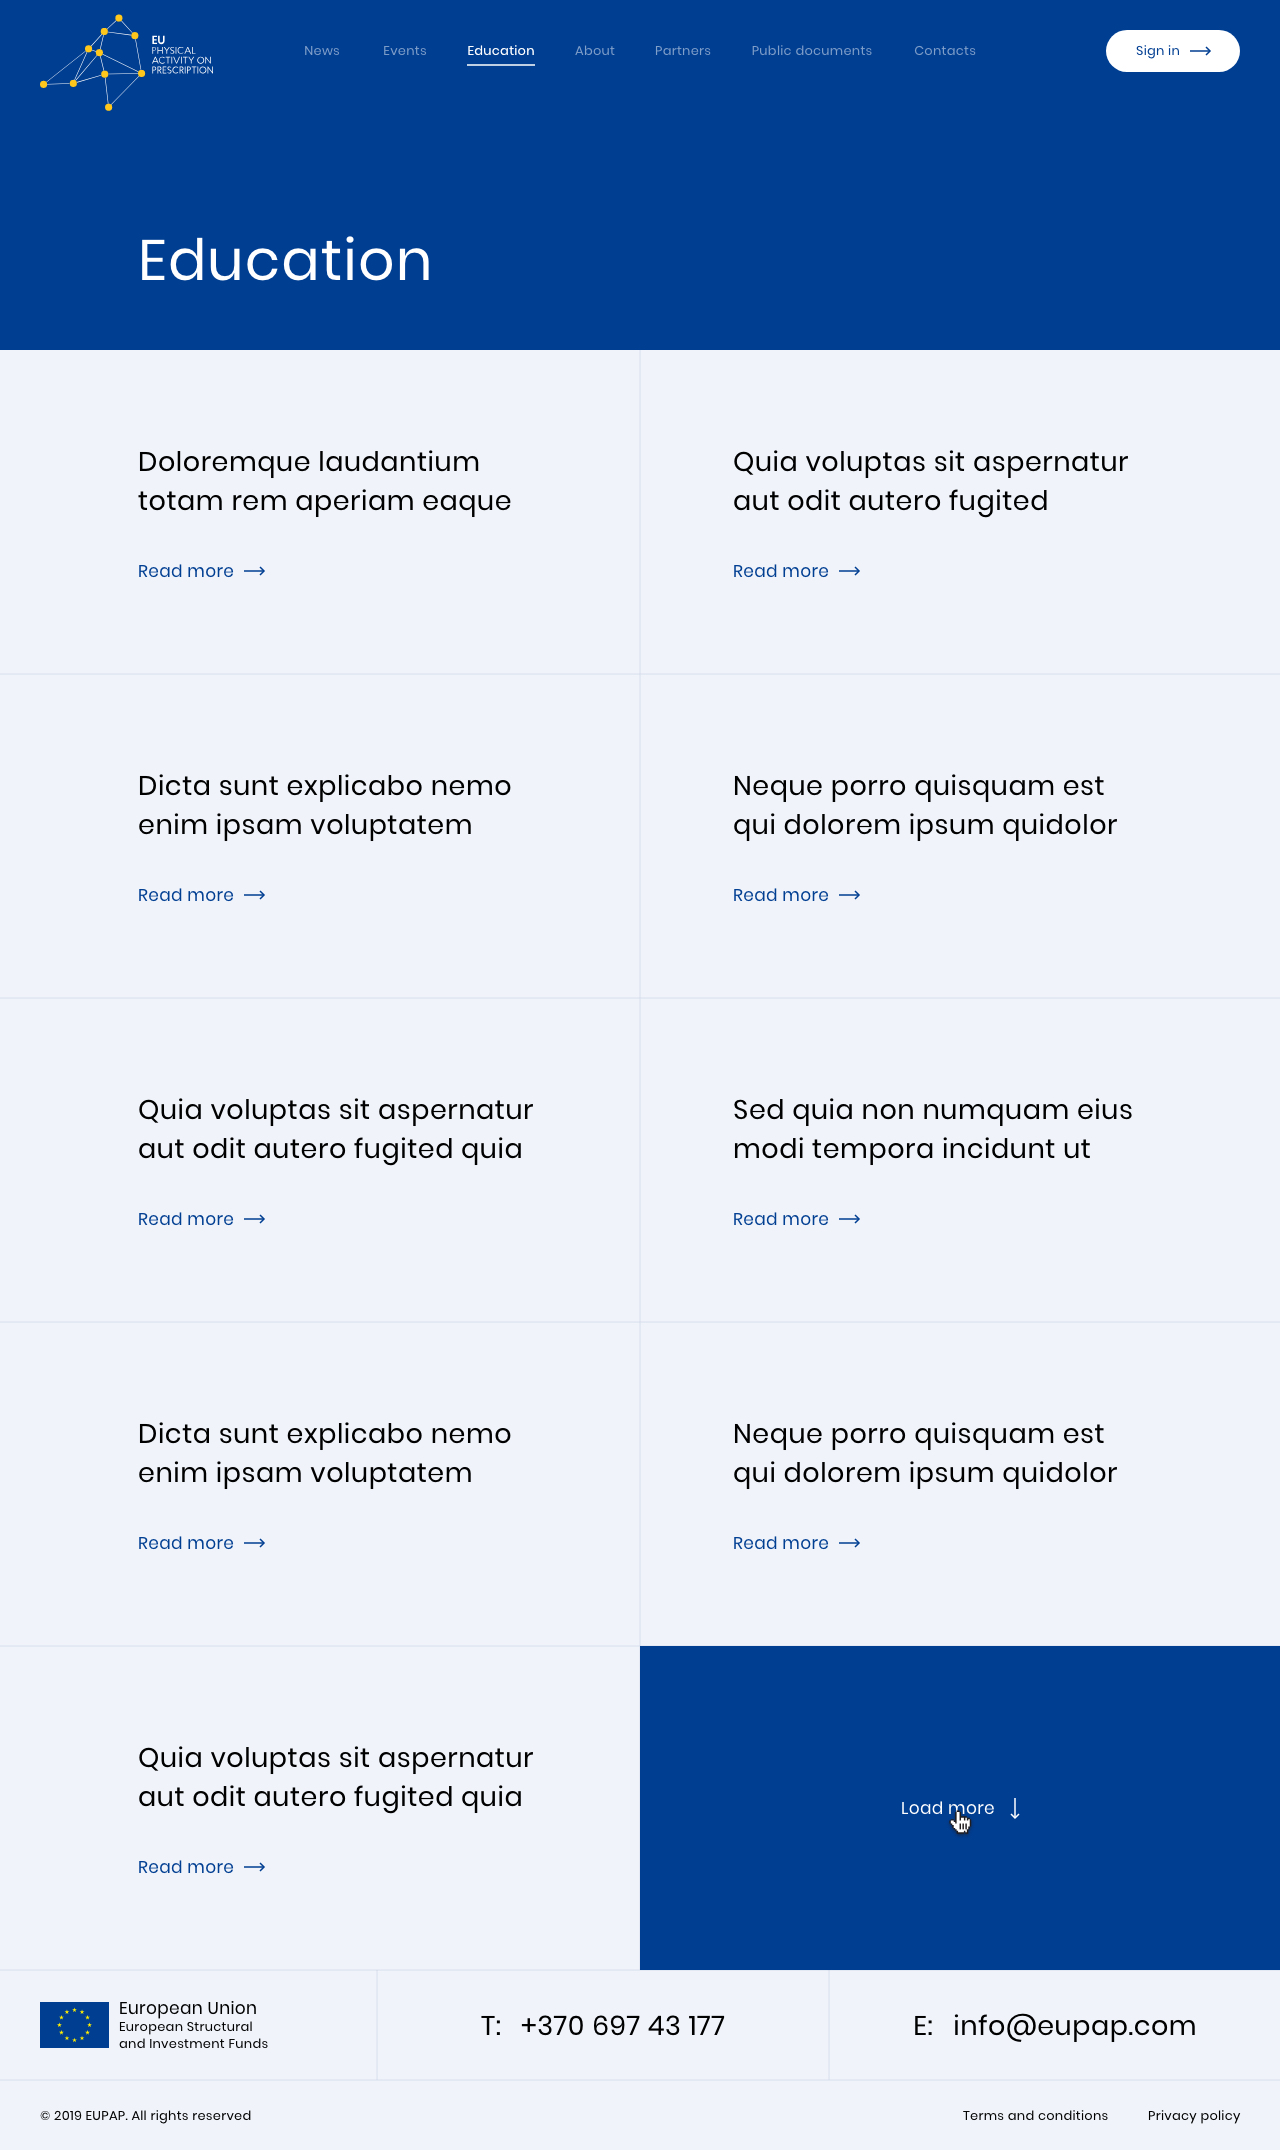 EU
PHYSICAL
ACTIVITY ON
PRESCRIPTION
News
Events
Education
About
Partners
Public documents
Contacts
Sign in
Education
Doloremque laudantium
totam rem aperiam eaque
Read more
Quia voluptas sit aspernatur
aut odit autero fugited
Read more
Dicta sunt explicabo nemo
enim ipsam voluptatem
Read more
Neque porro quisquam est
qui dolorem ipsum quidolor
Read more
Quia voluptas sit aspernatur
aut odit autero fugited quia
Read more
Sed quia non numquam eius
modi tempora incidunt ut
Read more
Dicta sunt explicabo nemo
enim ipsam voluptatem
Read more
Neque porro quisquam est
qui dolorem ipsum quidolor
Read more
Quia voluptas sit aspernatur
aut odit autero fugited quia
Read more
Load more
European Union
European Structural
and Investment Funds
T: +370 697 43 177
E: info@eupap.com
© 2019 EUPAP. All rights reserved
Terms and conditions
Privacy policy